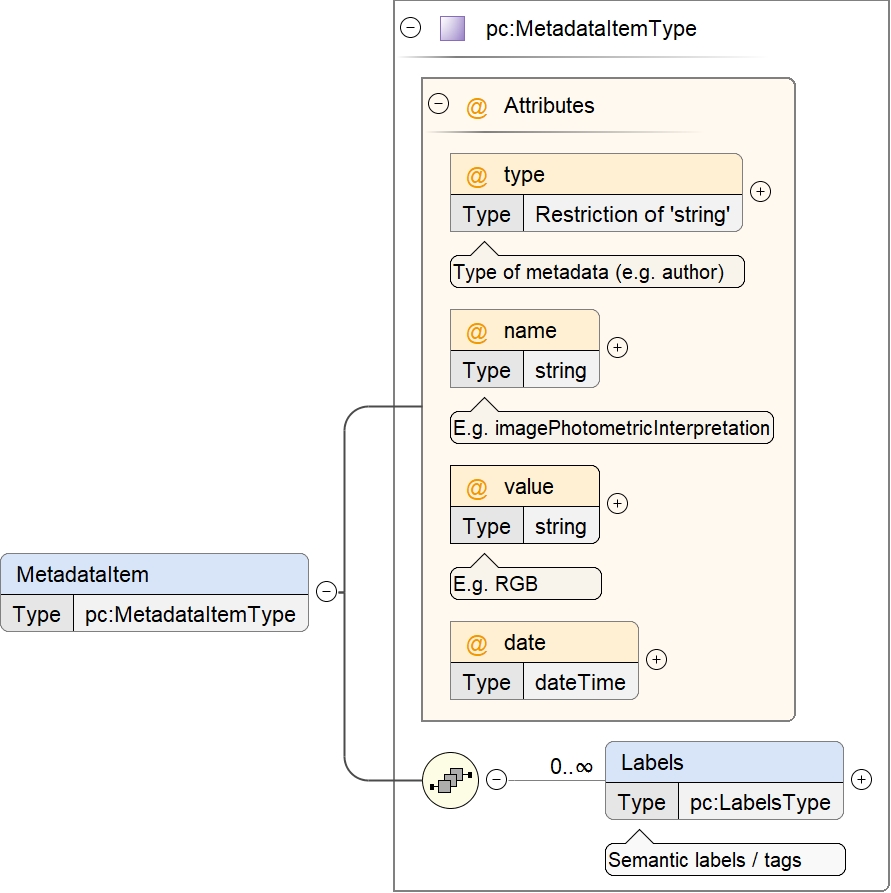 pc:MetadataItemType
@ Attributes
@ type
Type Restriction of 'string'
Type of metadata (e.g. author)
@ name
Type string
E.g. imagePhotometricInterpretation
@ value
Type string
E.g. RGB
MetadataItem
Type pc:MetadataItemType
@ date
Type dateTime
0..∞
Labels
Type pc:LabelsType
Semantic labels / tags